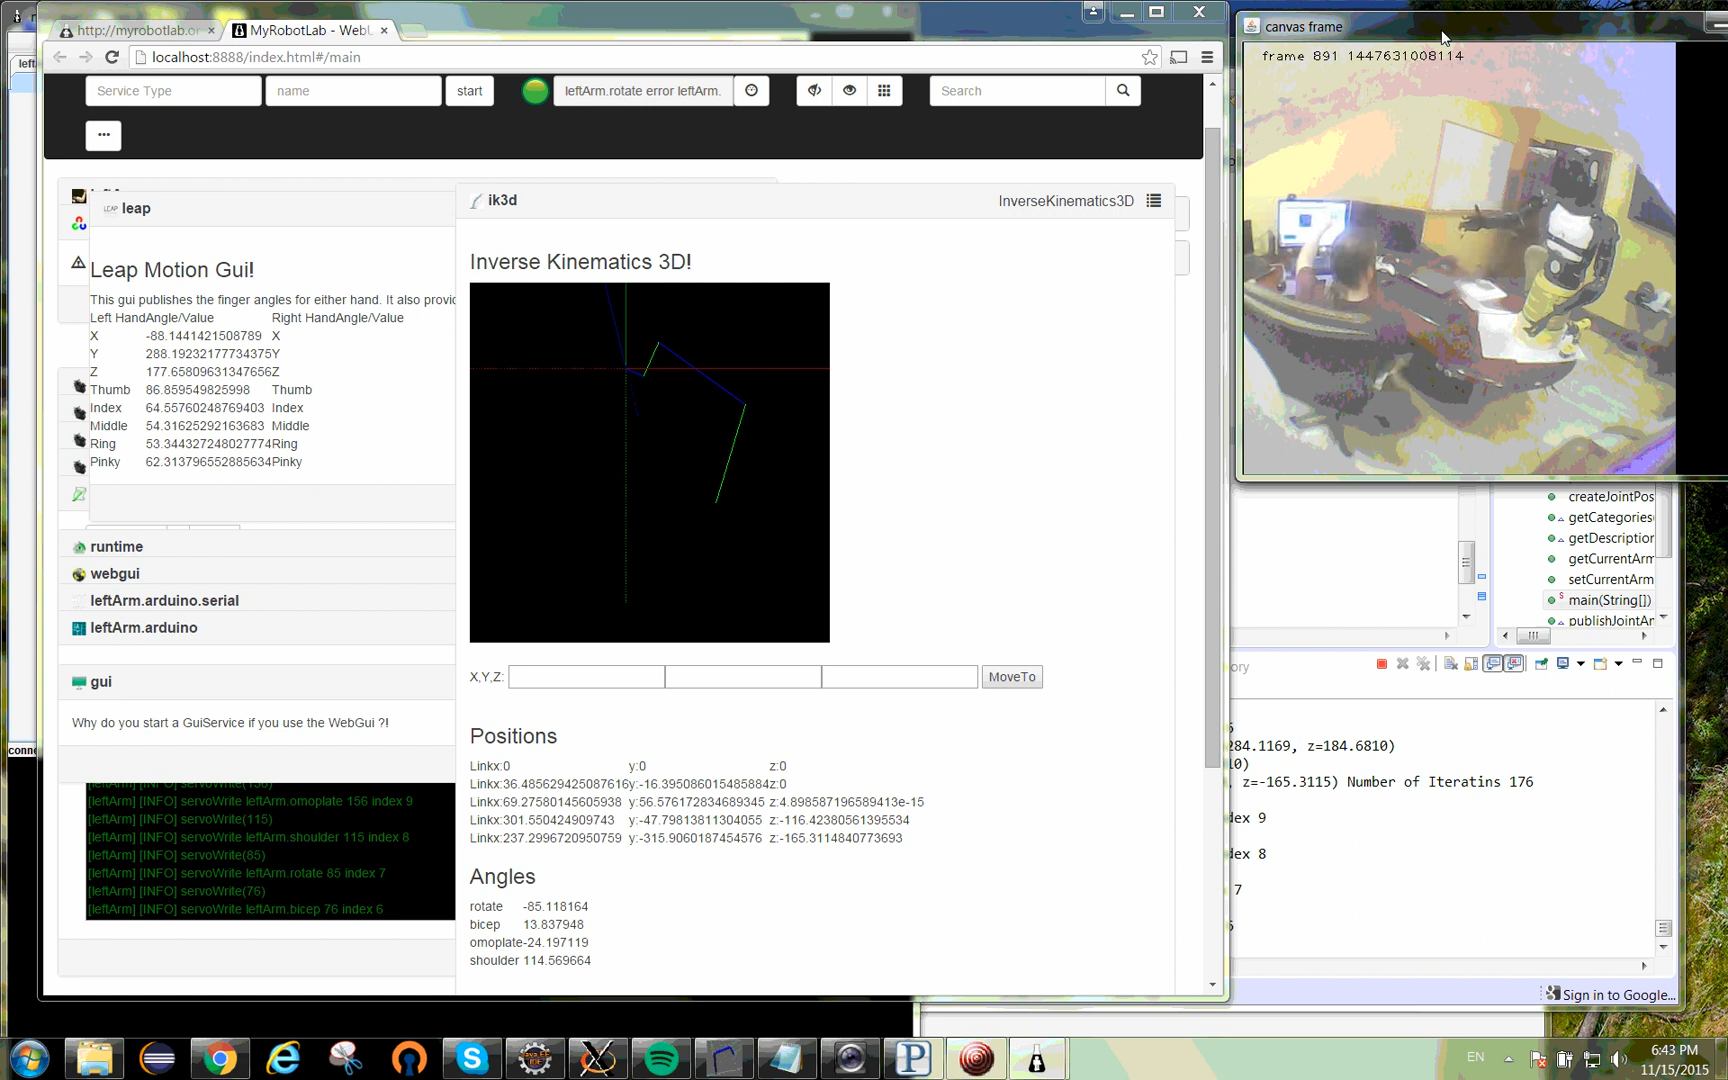 http://myrobotlab.or
MyRobotLab - WebU
localhost:8888/index.html#/main
Service Type
name
start
leftArm.rotate error leftArm.
Search
...
leap
Leap Motion Gui!
This gui publishes the finger angles for either hand. It also provic
Left HandAngle/Value Right HandAngle/Value
X -88.1441421508789 X
Y 288.19232177734375Y
Z 177.65809631347656Z
Thumb 86.859549825998 Thumb
Index 64.55760248769403 Index
Middle 54.31625292163683 Middle
Ring 53.344327248027774Ring
Pinky 62.313796552885634Pinky
runtime
webgui
leftArm.arduino.serial
leftArm.arduino
gui
Why do you start a GuiService if you use the WebGui ?!
[leftArm] [INFO] servoWrite(156)
[leftArm] [INFO] servoWrite leftArm.omoplate 156 index 9
[leftArm] [INFO] servoWrite(115)
[leftArm] [INFO] servoWrite leftArm.shoulder 115 index 8
[leftArm] [INFO] servoWrite(85)
[leftArm] [INFO] servoWrite leftArm.rotate 85 index 7
[leftArm] [INFO] servoWrite(76)
[leftArm] [INFO] servoWrite leftArm.bicep 76 index 6
ik3d
InverseKinematics3D
Inverse Kinematics 3D!
X,Y,Z:
MoveTo
Positions
Linkx:0 y:0 z:0
Linkx:36.485629425087616y:-16.395086015485884z:0
Linkx:69.27580145605938 y:56.576172834689345 z:4.898587196589413e-15
Linkx:301.550424909743 y:-47.79813811304055 z:-116.42380561395534
Linkx:237.2996720950759 y:-315.9060187454576 z:-165.3114840773693
Angles
rotate -85.118164
bicep 13.837948
omoplate-24.197119
shoulder 114.569664
canvas frame
frame 891 1447631008114
createJointPos
getCategories(
getDescription
getCurrentArm
setCurrentArm
main(String[])
publishJointAr
ory
284.1169, z=184.6810)
, z=-165.3115) Number of Iteratins 176
dex 9
dex 8
7
Sign in to Google...
left
conne
EN
6:43 PM
11/15/2015